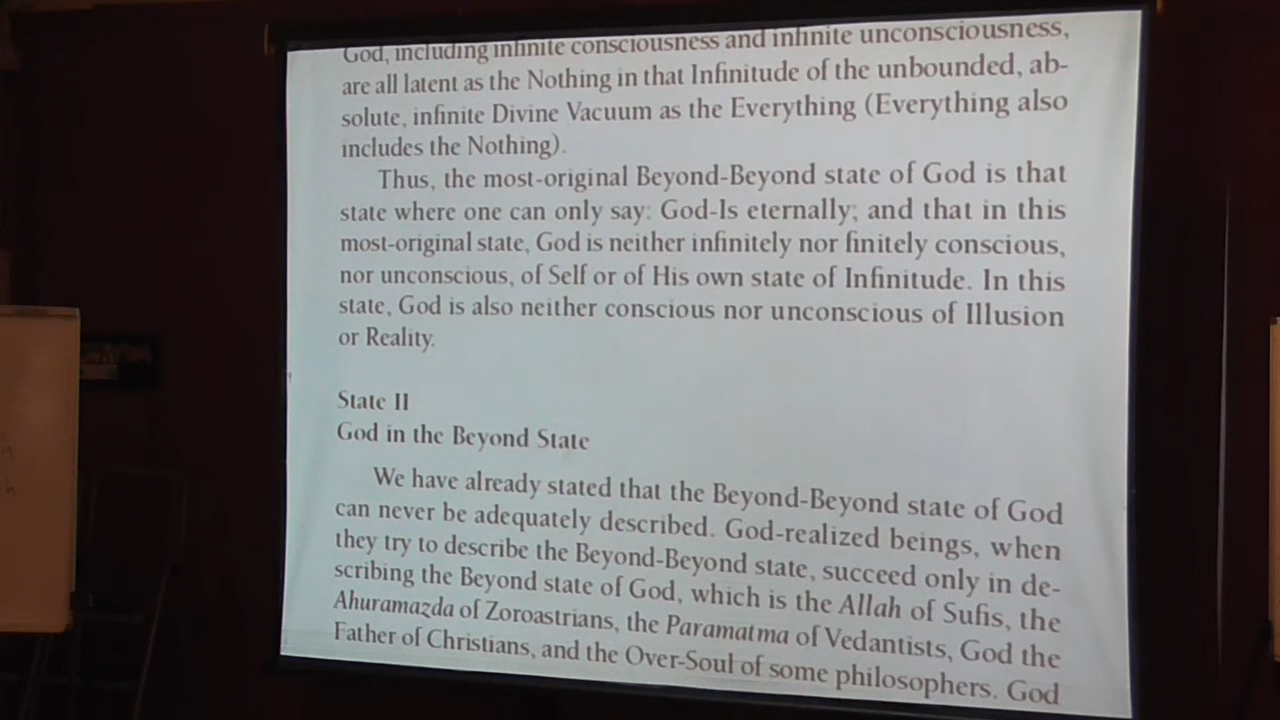 God, including infinite consciousness and infinite unconsciousness,
are all latent as the Nothing in that Infinitude of the unbounded, ab-
solute, infinite Divine Vacuum as the Everything (Everything also
includes the Nothing).
Thus, the most-original Beyond-Beyond state of God is that
state where one can only say: God-Is eternally; and that in this
most-original state, God is neither infinitely nor finitely conscious,
nor unconscious, of Self or of His own state of Infinitude. In this
state, God is also neither conscious nor unconscious of Illusion
or Reality.
State II
God in the Beyond State
We have already stated that the Beyond-Beyond state of God
can never be adequately described. God-realized beings, when
they try to describe the Beyond-Beyond state, succeed only in de-
scribing the Beyond state of God, which is the Allah of Sufis, the
Ahuramazda of Zoroastrians, the Paramatma of Vedantists, God the
Father of Christians, and the Over-Soul of some philosophers. God